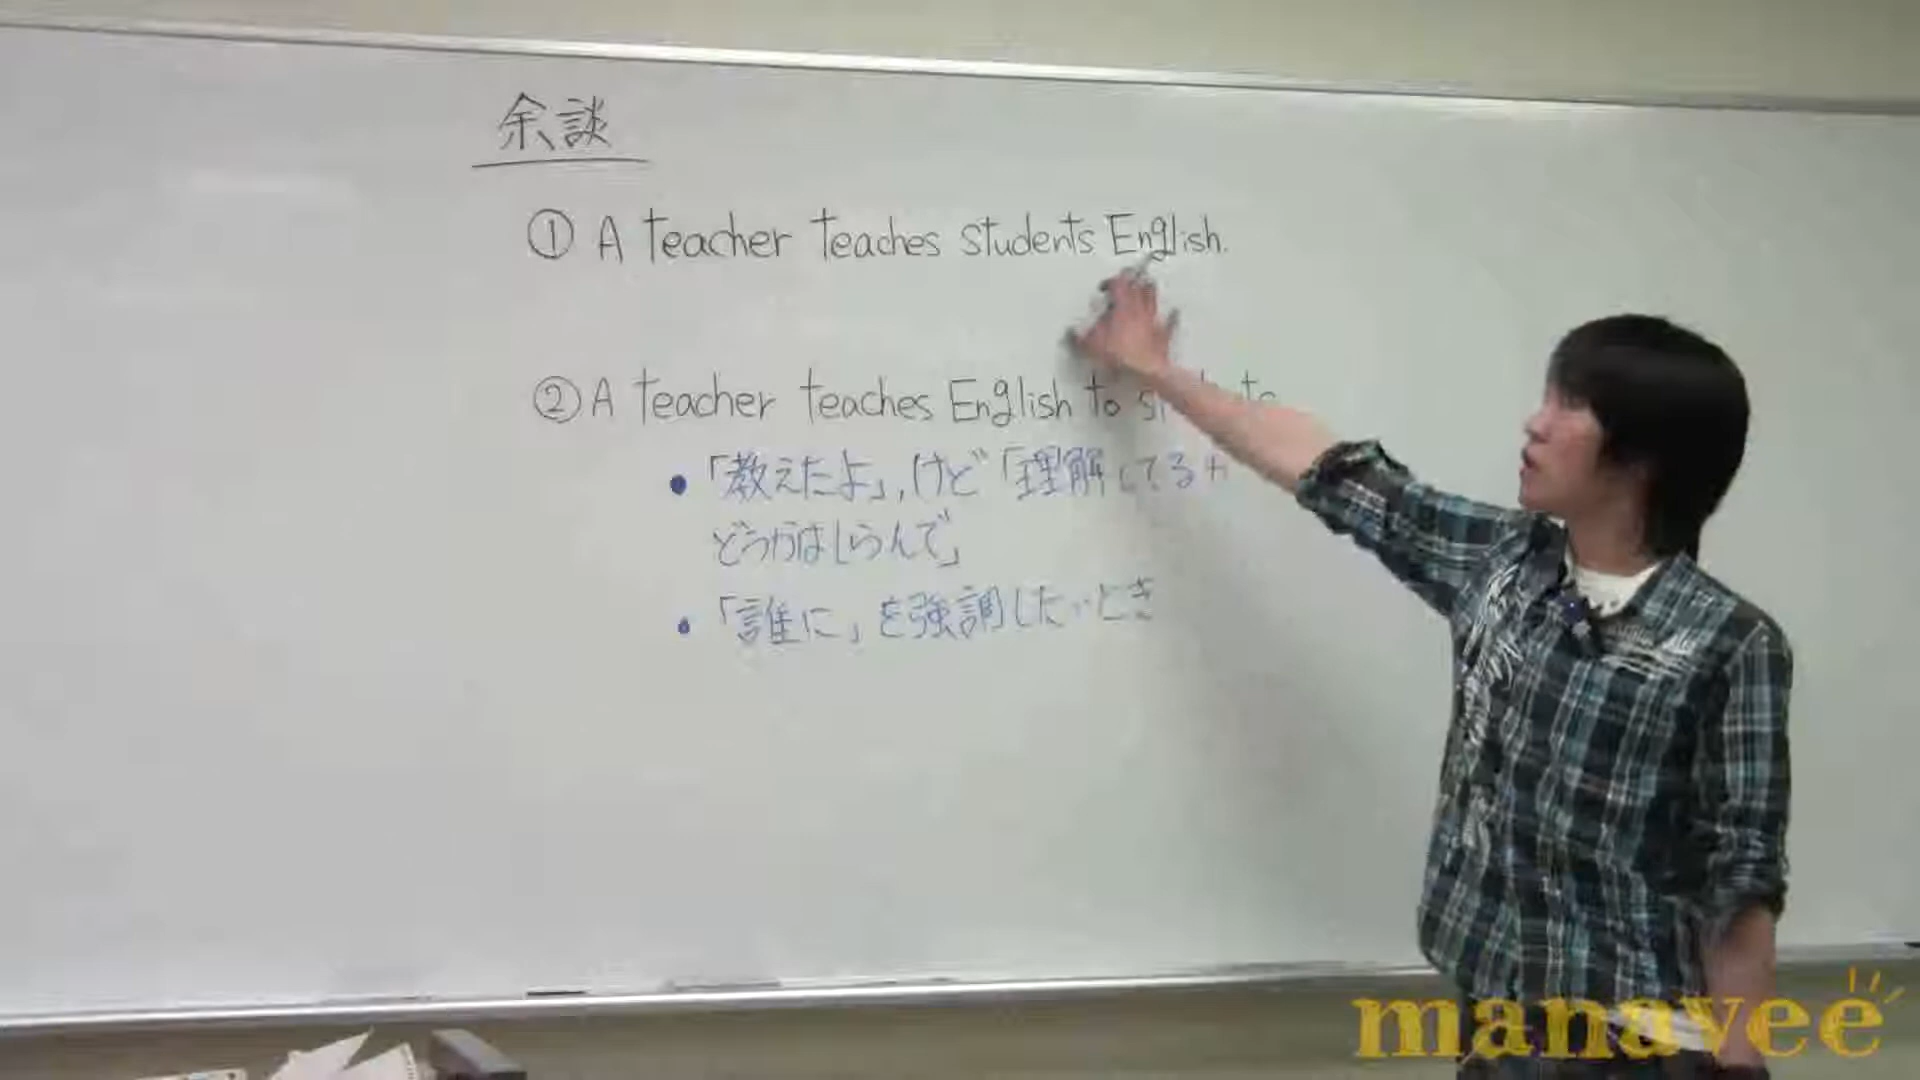 余談
① A teacher teaches students English.
② A teacher teaches English to
• 「教えたよ」,けど「理解してるか
どうかはしらんで」
• 「誰に」を強調したいとき
manavee